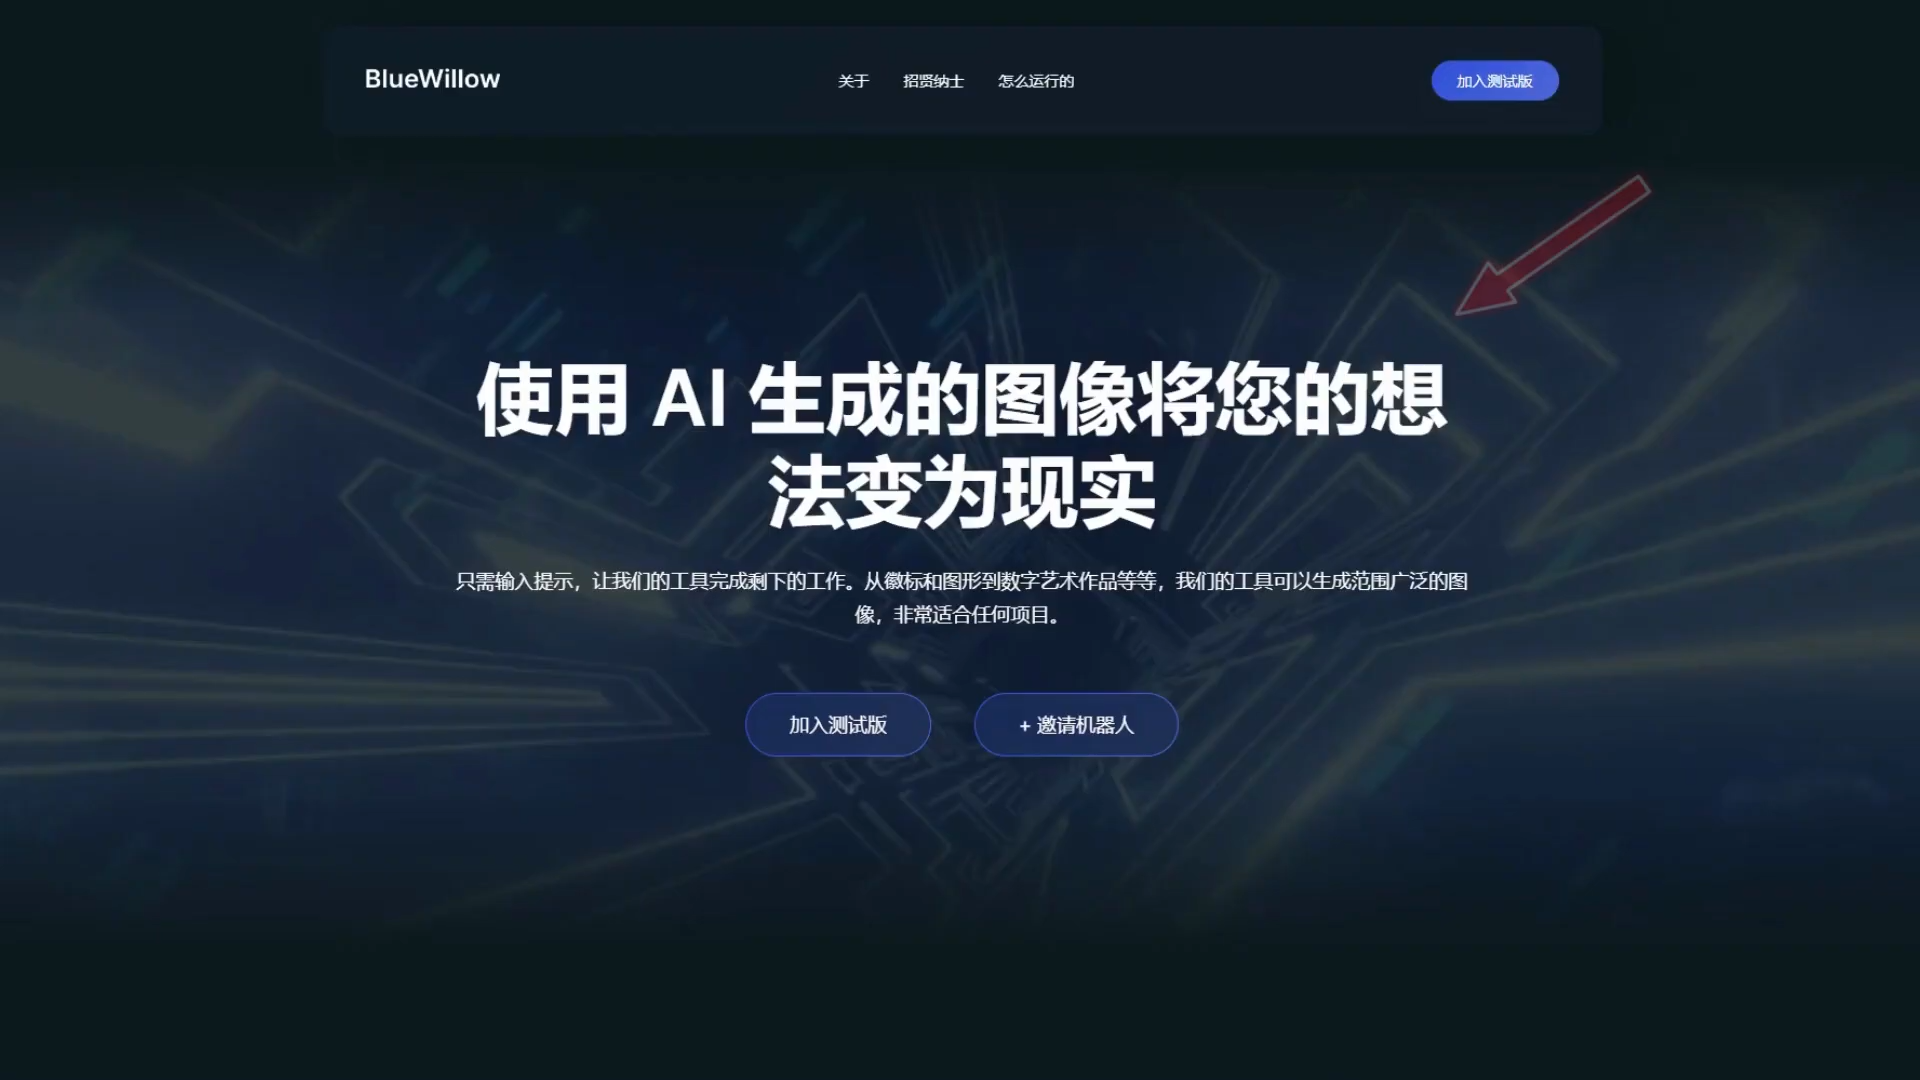 BlueWillow
关于 招贤纳士 怎么运行的
加入测试版
使用 AI 生成的图像将您的想
法变为现实
只需输入提示，让我们的工具完成剩下的工作。从徽标和图形到数字艺术作品等等，我们的工具可以生成范围广泛的图
像，非常适合任何项目。
加入测试版
+ 邀请机器人